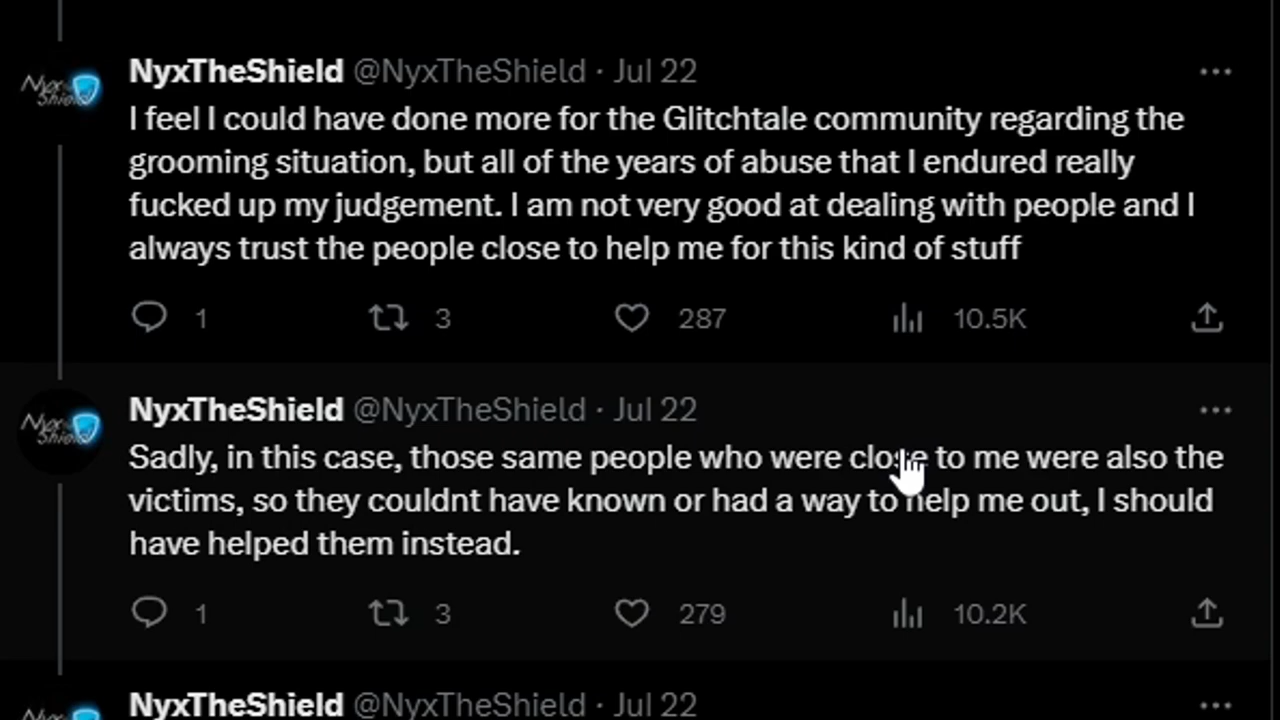 NyxTheShield @NyxTheShield · Jul 22
Nyx
Shield
I feel I could have done more for the Glitchtale community regarding the
grooming situation, but all of the years of abuse that I endured really
fucked up my judgement. I am not very good at dealing with people and I
always trust the people close to help me for this kind of stuff
1 3 287 10.5K
NyxTheShield @NyxTheShield · Jul 22
Nyx
Shield
Sadly, in this case, those same people who were close to me were also the
victims, so they couldnt have known or had a way to help me out, I should
have helped them instead.
1 3 279 10.2K
NyxTheShield @NyxTheShield · Jul 22